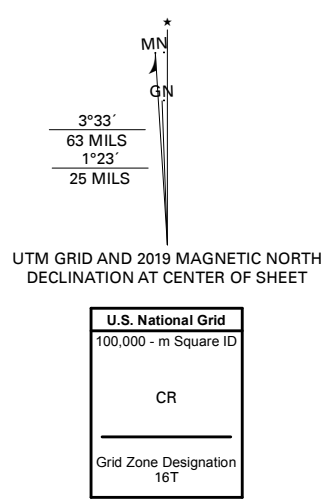 ★
MN
GN
3°33´
63 MILS
1°23´
25 MILS
UTM GRID AND 2019 MAGNETIC NORTH
DECLINATION AT CENTER OF SHEET
U.S. National Grid
100,000 - m Square ID
CR
Grid Zone Designation
16T